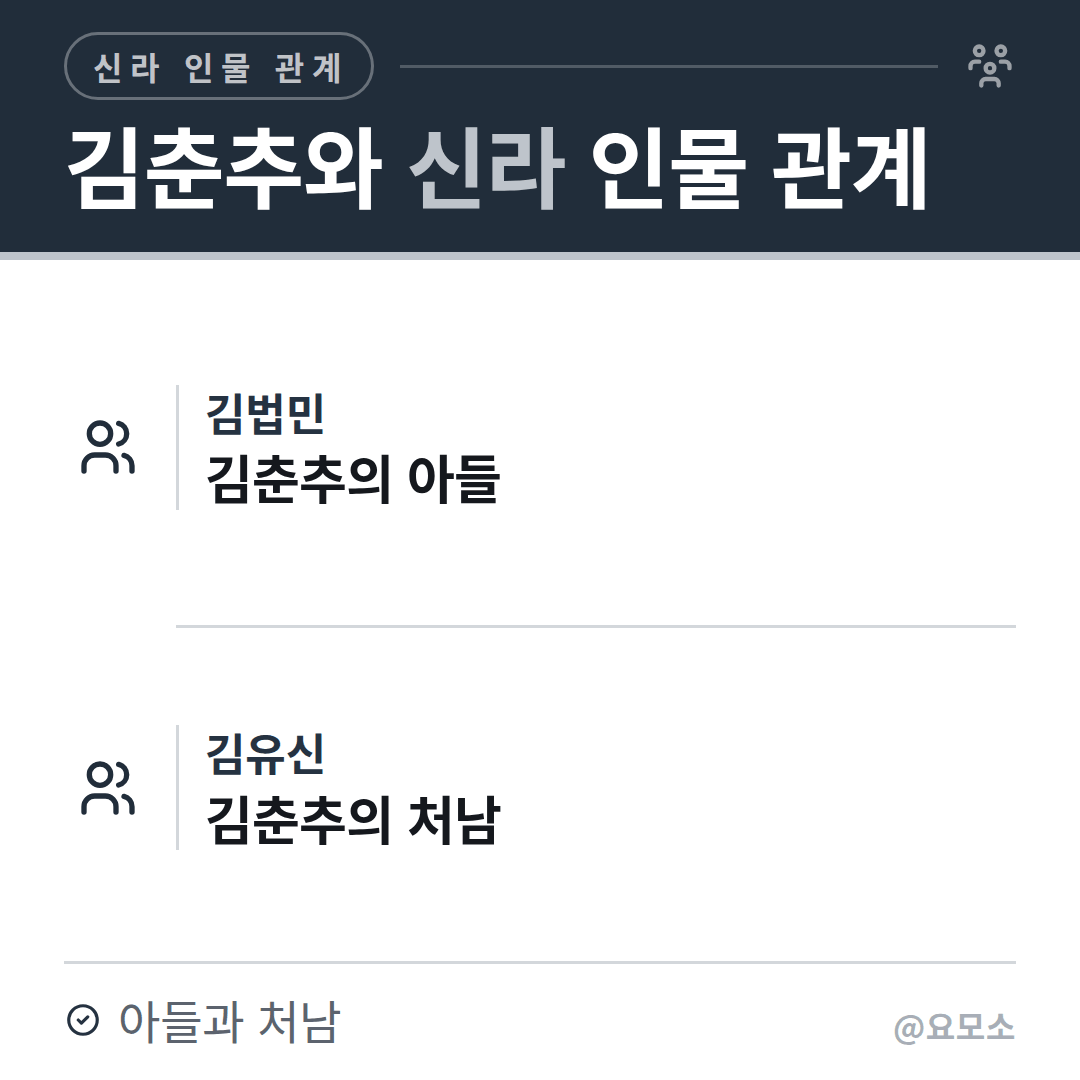 신라 인물 관계
김춘추와 신라 인물 관계
김법민
김춘추의 아들
김유신
김춘추의 처남
아들과 처남
@요모소